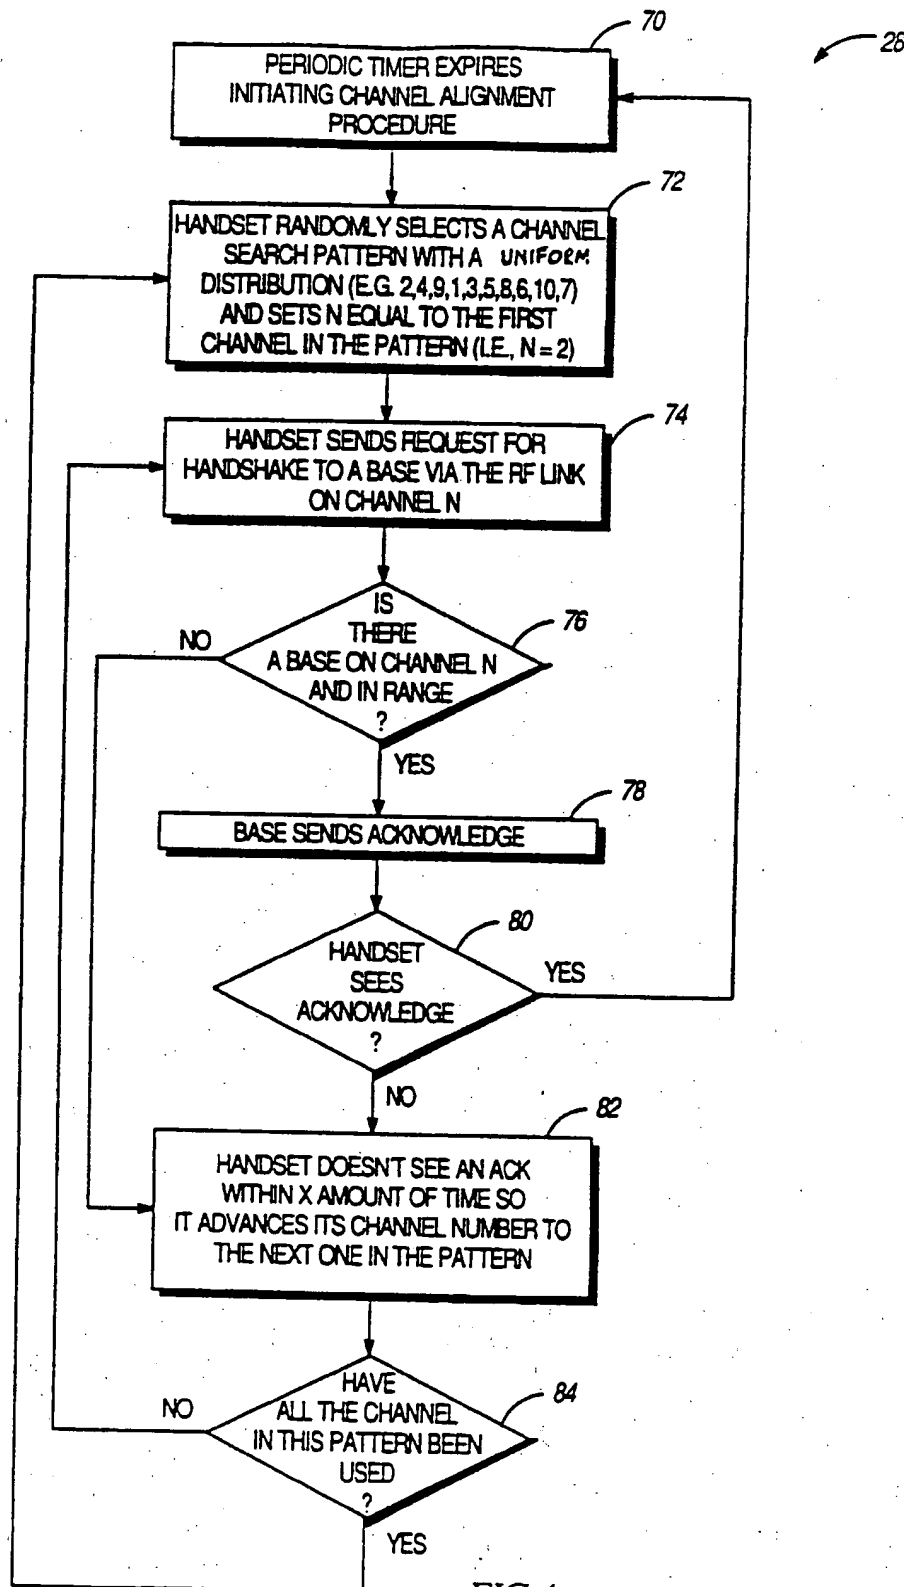 70
28
PERIODIC TIMER EXPIRES
INITIATING CHANNEL ALIGNMENT
PROCEDURE
72
HANDSET RANDOMLY SELECTS A CHANNEL
SEARCH PATTERN WITH A UNIFORM
DISTRIBUTION (E.G. 2,4,9,1,3,5,8,6,10,7)
AND SETS N EQUAL TO THE FIRST
CHANNEL IN THE PATTERN (I.E., N = 2)
74
HANDSET SENDS REQUEST FOR
HANDSHAKE TO A BASE VIA THE RF LINK
ON CHANNEL N
76
IS
THERE
A BASE ON CHANNEL N
AND IN RANGE
?
NO
YES
78
BASE SENDS ACKNOWLEDGE
80
HANDSET
SEES
ACKNOWLEDGE
?
YES
NO
82
HANDSET DOESN'T SEE AN ACK
WITHIN X AMOUNT OF TIME SO
IT ADVANCES ITS CHANNEL NUMBER TO
THE NEXT ONE IN THE PATTERN
84
HAVE
ALL THE CHANNEL
IN THIS PATTERN BEEN
USED
?
NO
YES